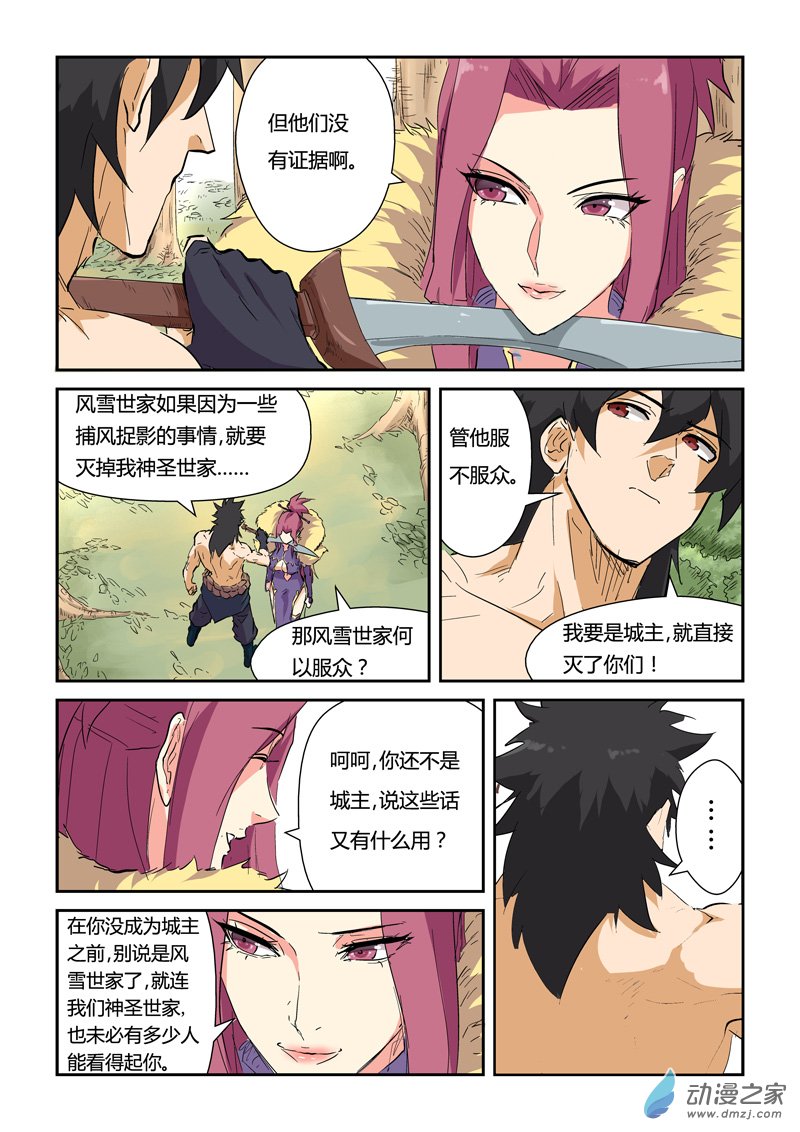 但他们没
有证据啊。
风雪世家如果因为一些
捕风捉影的事情,就要
灭掉我神圣世家……
那风雪世家何
以服众？
管他服
不服众。
我要是城主,就直接
灭了你们！
呵呵,你还不是
城主,说这些话
又有什么用？
……
在你没成为城主
之前,别说是风
雪世家了,就连
我们神圣世家,
也未必有多少人
能看得起你。
动漫之家
www.dmzj.com